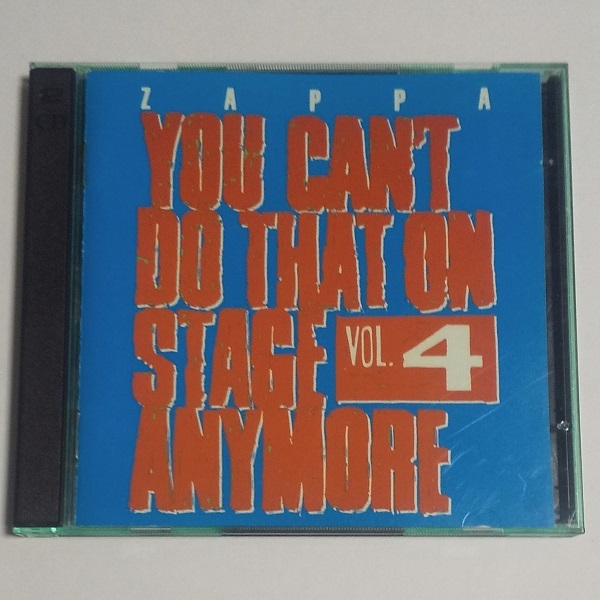 ZAPPA
YOU CAN'T
DO THAT ON
STAGE VOL. 4
ANYMORE